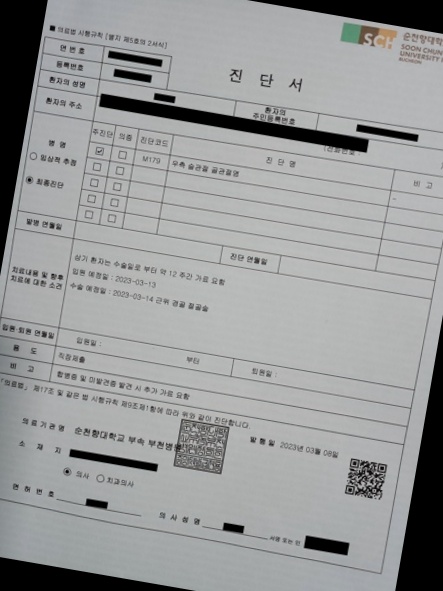 ■ 의료법 시행규칙 [별지 제5호의 2서식]
SCH 순천향대학
SOON CHUN
UNIVERSITY
BUCHEON
연 번 호
등록번호
진 단 서
환자의 성명
환자의 주민등록번호
환자의 주소
(전화번호 :
병 명
○ 임상적 추정
◉ 최종진단
주진단 의증 진단코드 진 단 명 비 고
☑ ☐ M179 우측 슬관절 골관절염 -
☐ ☐
☐ ☐
☐ ☐
☐ ☐
발병 연월일 진단 연월일
치료내용 및 향후 치료에 대한 소견
상기 환자는 수술일로 부터 약 12 주간 가료 요함
입원 예정일 : 2023-03-13
수술 예정일 : 2023-03-14 근위 경골 절골술
입원·퇴원 연월일 입원일 : 부터 퇴원일 :
용 도 직장제출
비 고 합병증 및 미발견증 발견 시 추가 가료 요함
「의료법」 제17조 및 같은 법 시행규칙 제9조제1항에 따라 위와 같이 진단합니다.
발 행 일 2023년 03월 08일
의 료 기 관 명 순천향대학교 부속 부천병원
소 재 지
◉ 의사 ○ 치과의사
면 허 번 호 의 사 성 명 서명 또는 인